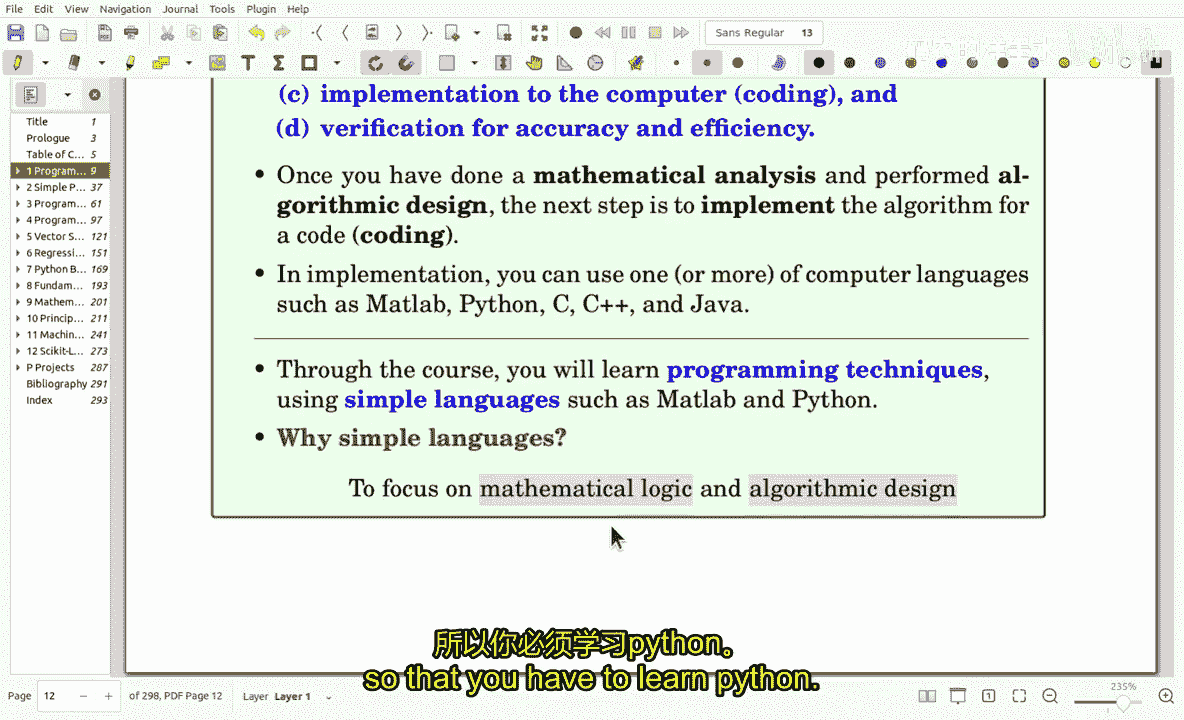 File Edit View Navigation Journal Tools Plugin Help
Sans Regular 13
Title 1
Prologue 3
Table of C... 5
1 Program... 9
2 Simple P... 37
3 Program... 61
4 Program... 97
5 Vector S... 121
6 Regressi... 151
7 Python B... 169
8 Fundam... 193
9 Mathem... 201
10 Princip... 211
11 Machin... 241
12 Scikit-L... 273
P Projects 287
Bibliography 291
Index 293
(c) implementation to the computer (coding), and
(d) verification for accuracy and efficiency.
• Once you have done a mathematical analysis and performed al-
gorithmic design, the next step is to implement the algorithm for
a code (coding).
• In implementation, you can use one (or more) of computer languages
such as Matlab, Python, C, C++, and Java.
• Through the course, you will learn programming techniques,
using simple languages such as Matlab and Python.
• Why simple languages?
To focus on mathematical logic and algorithmic design
所以你必须学习python。
so that you have to learn python.
Page 12 of 298, PDF Page 12 Layer Layer 1 235%